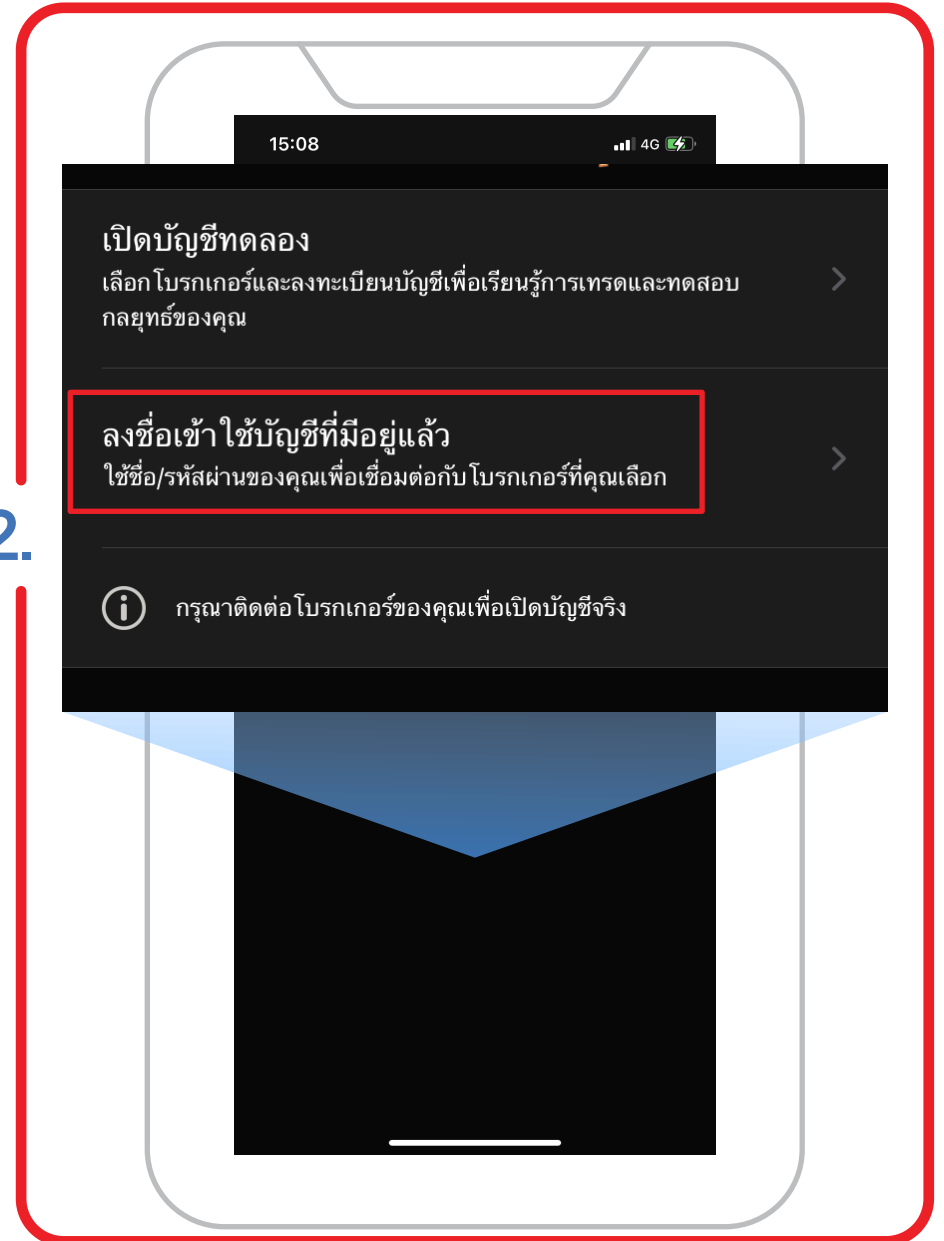 15:08
4G
เปิดบัญชีทดลอง
เลือกโบรกเกอร์และลงทะเบียนบัญชีเพื่อเรียนรู้การเทรดและทดสอบ
กลยุทธ์ของคุณ
ลงชื่อเข้าใช้บัญชีที่มีอยู่แล้ว
ใช้ชื่อ/รหัสผ่านของคุณเพื่อเชื่อมต่อกับโบรกเกอร์ที่คุณเลือก
2.
กรุณาติดต่อโบรกเกอร์ของคุณเพื่อเปิดบัญชีจริง